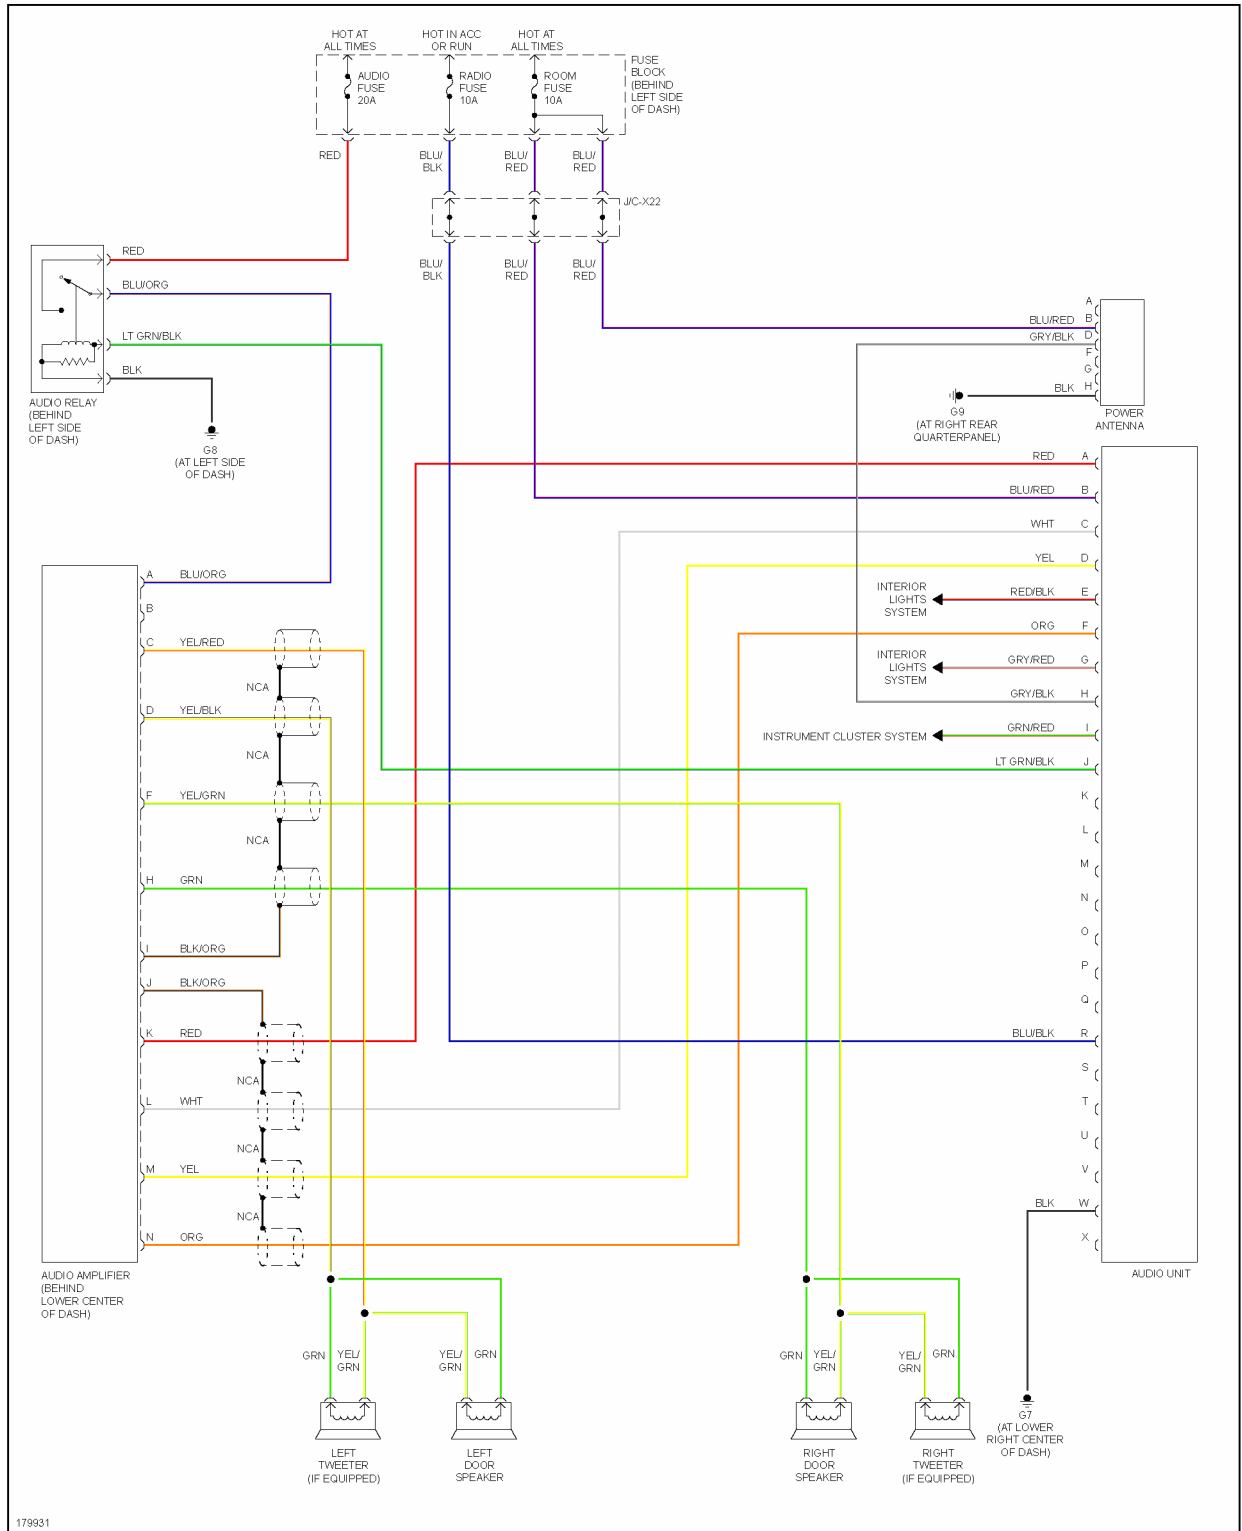 HOT AT
ALL TIMES
HOT IN ACC
OR RUN
HOT AT
ALL TIMES
AUDIO
FUSE
20A
RADIO
FUSE
10A
ROOM
FUSE
10A
FUSE
BLOCK
(BEHIND
LEFT SIDE
OF DASH)
RED
BLU/
BLK
BLU/
RED
BLU/
RED
J/C-X22
BLU/
BLK
BLU/
RED
BLU/
RED
RED
BLU/ORG
LT GRN/BLK
BLK
AUDIO RELAY
(BEHIND
LEFT SIDE
OF DASH)
G8
(AT LEFT SIDE
OF DASH)
A
BLU/RED B
GRY/BLK D
F
G
BLK H
G9
(AT RIGHT REAR
QUARTERPANEL)
POWER
ANTENNA
RED A
BLU/RED B
WHT C
YEL D
INTERIOR
LIGHTS
SYSTEM
RED/BLK E
ORG F
INTERIOR
LIGHTS
SYSTEM
GRY/RED G
GRY/BLK H
INSTRUMENT CLUSTER SYSTEM
GRN/RED I
LT GRN/BLK J
K
L
M
N
O
P
Q
BLU/BLK R
S
T
U
V
BLK W
X
AUDIO UNIT
A BLU/ORG
B
C YEL/RED
NCA
D YEL/BLK
NCA
F YEL/GRN
NCA
H GRN
I BLK/ORG
J BLK/ORG
K RED
NCA
L WHT
NCA
M YEL
NCA
N ORG
AUDIO AMPLIFIER
(BEHIND
LOWER CENTER
OF DASH)
GRN
YEL/
GRN
YEL/
GRN
GRN
GRN
YEL/
GRN
YEL/
GRN
GRN
LEFT
TWEETER
(IF EQUIPPED)
LEFT
DOOR
SPEAKER
RIGHT
DOOR
SPEAKER
RIGHT
TWEETER
(IF EQUIPPED)
G7
(AT LOWER
RIGHT CENTER
OF DASH)
179931